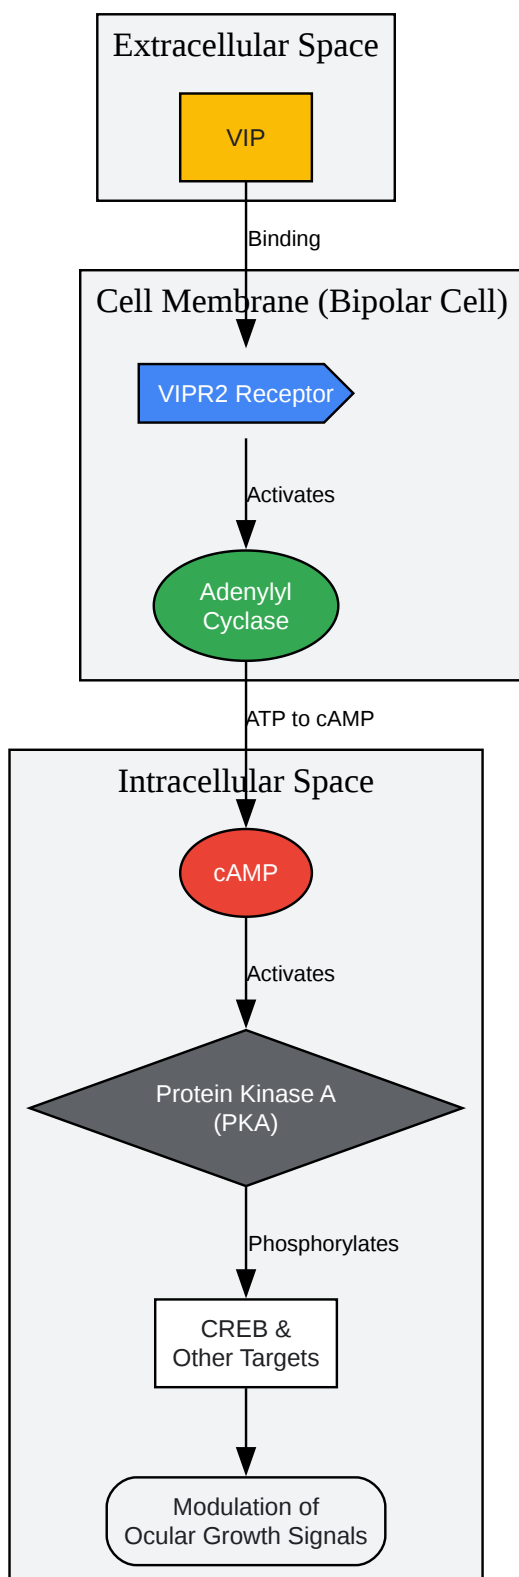 Extracellular Space
VIP
Binding
Cell Membrane (Bipolar Cell)
VIPR2 Receptor
Activates
Adenylyl
Cyclase
ATP to cAMP
Intracellular Space
cAMP
Activates
Protein Kinase A
(PKA)
Phosphorylates
CREB &
Other Targets
Modulation of
Ocular Growth Signals